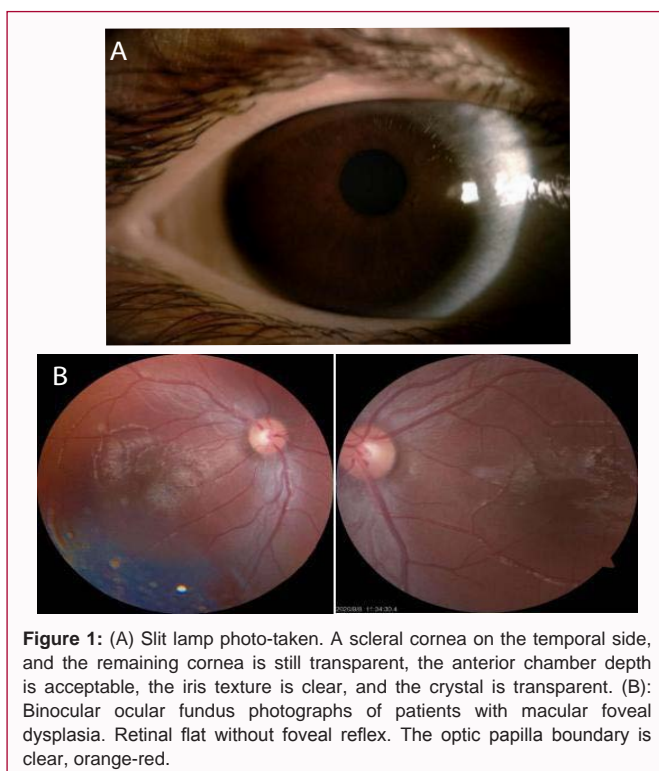 A
B
Figure 1: (A) Slit lamp photo-taken. A scleral cornea on the temporal side,
and the remaining cornea is still transparent, the anterior chamber depth
is acceptable, the iris texture is clear, and the crystal is transparent. (B):
Binocular ocular fundus photographs of patients with macular foveal
dysplasia. Retinal flat without foveal reflex. The optic papilla boundary is
clear, orange-red.